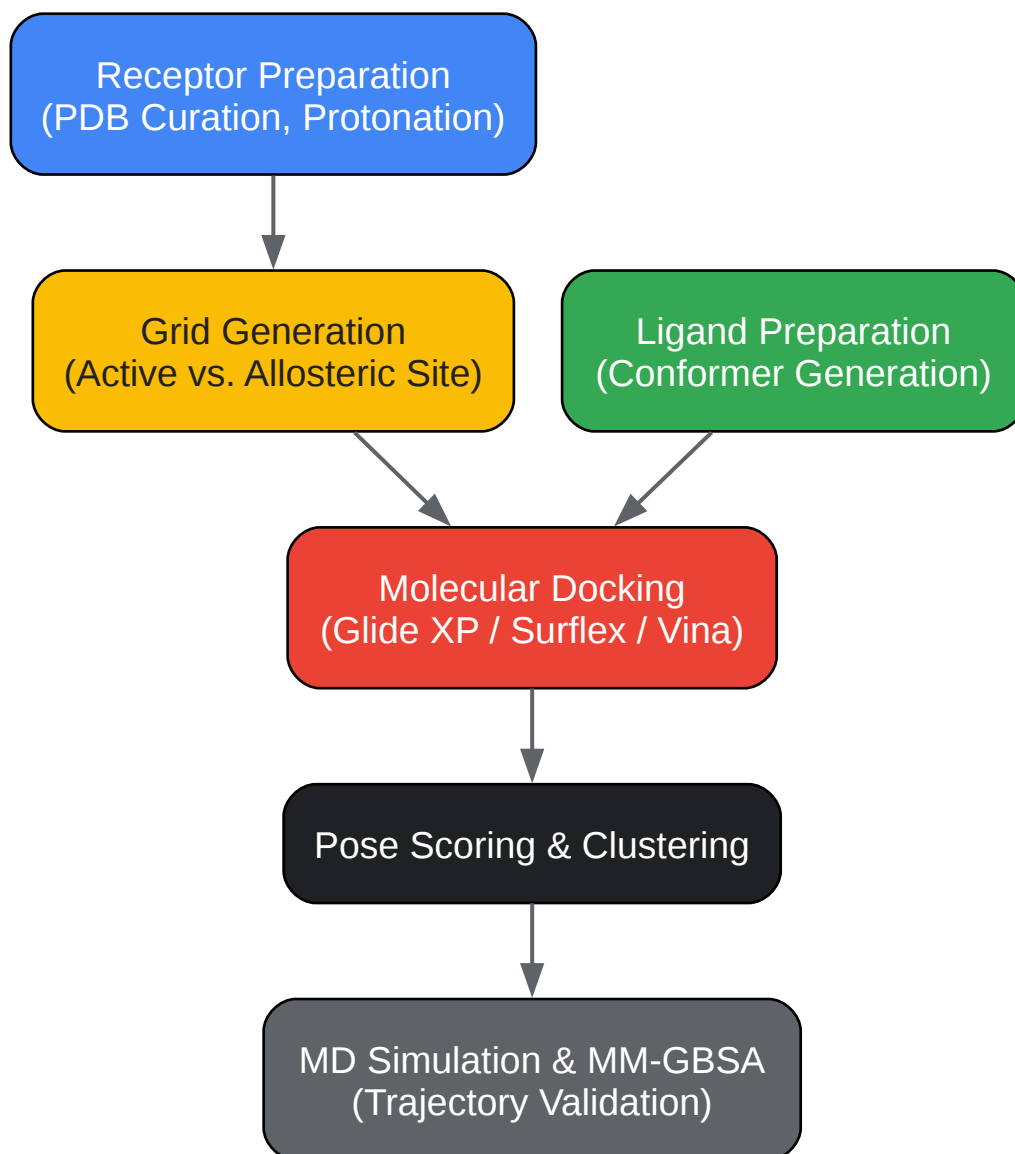 Receptor Preparation
(PDB Curation, Protonation)
Grid Generation
(Active vs. Allosteric Site)
Ligand Preparation
(Conformer Generation)
Molecular Docking
(Glide XP / Surflex / Vina)
Pose Scoring & Clustering
MD Simulation & MM-GBSA
(Trajectory Validation)